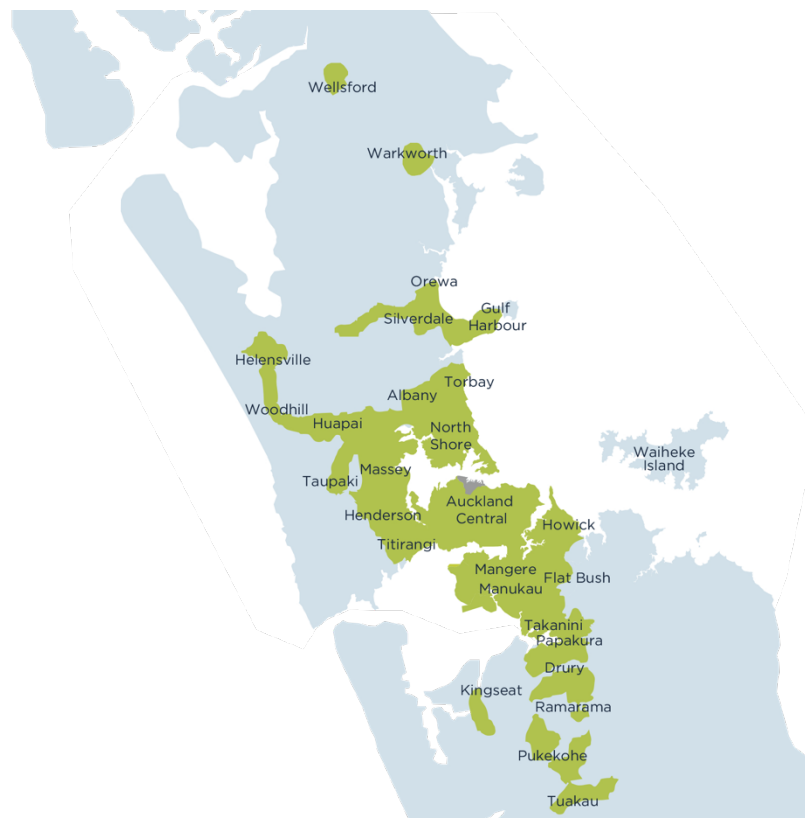 Wellsford
Warkworth
Orewa
Gulf
Harbour
Silverdale
Helensville
Torbay
Albany
Woodhill
Huapai
North
Shore
Waiheke
Island
Massey
Taupaki
Auckland
Central
Henderson
Howick
Titirangi
Mangere
Flat Bush
Manukau
Takanini
Papakura
Drury
Kingseat
Ramarama
Pukekohe
Tuakau